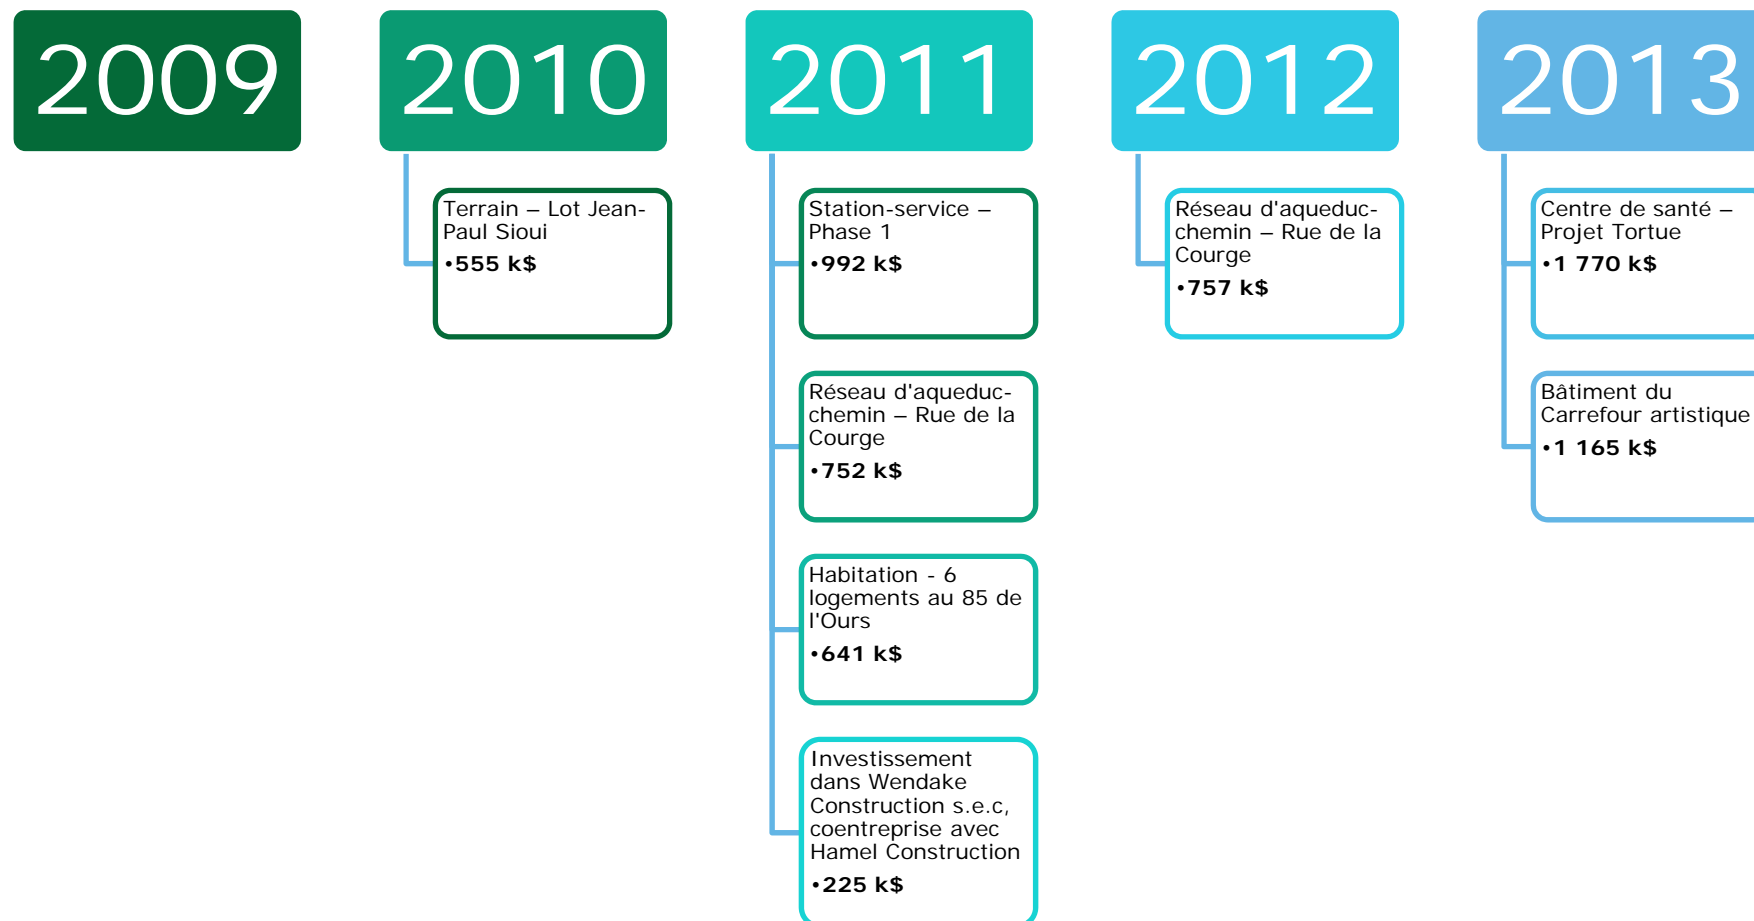 2009
2010
2011
2012
2013
Terrain – Lot Jean-
Paul Sioui
•555 k$
Station-service –
Phase 1
•992 k$
Réseau d'aqueduc-
chemin – Rue de la
Courge
•752 k$
Habitation - 6
logements au 85 de
l'Ours
•641 k$
Investissement
dans Wendake
Construction s.e.c,
coentreprise avec
Hamel Construction
•225 k$
Réseau d'aqueduc-
chemin – Rue de la
Courge
•757 k$
Centre de santé –
Projet Tortue
•1 770 k$
Bâtiment du
Carrefour artistique
•1 165 k$